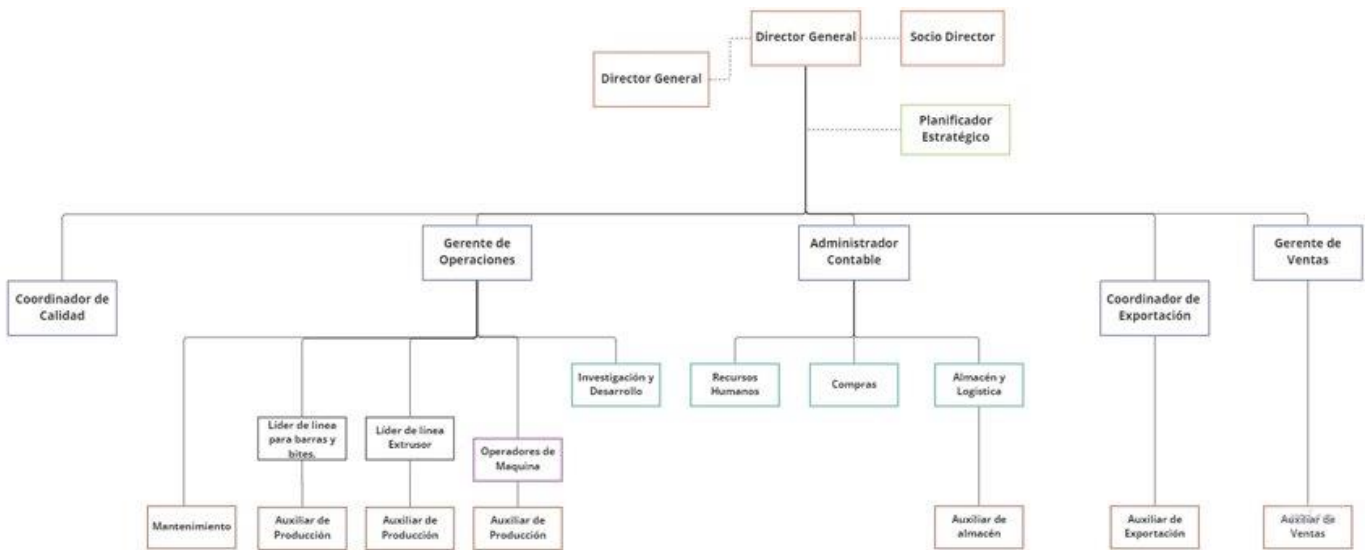 Director General
Socio Director
Director General
Planificador
Estratégico
Gerente de
Operaciones
Administrador
Contable
Gerente de
Ventas
Coordinador de
Calidad
Coordinador de
Exportación
Investigación y
Desarrollo
Recursos
Humanos
Compras
Almacén y
Logistica
Líder de linea
para barras y
bites.
Líder de línea
Extrusor
Operadores de
Maquina
Mantenimiento
Auxiliar de
Producción
Auxiliar de
Producción
Auxiliar de
Producción
Auxiliar de
almacén
Auxiliar de
Exportación
Auxiliar de
Ventas